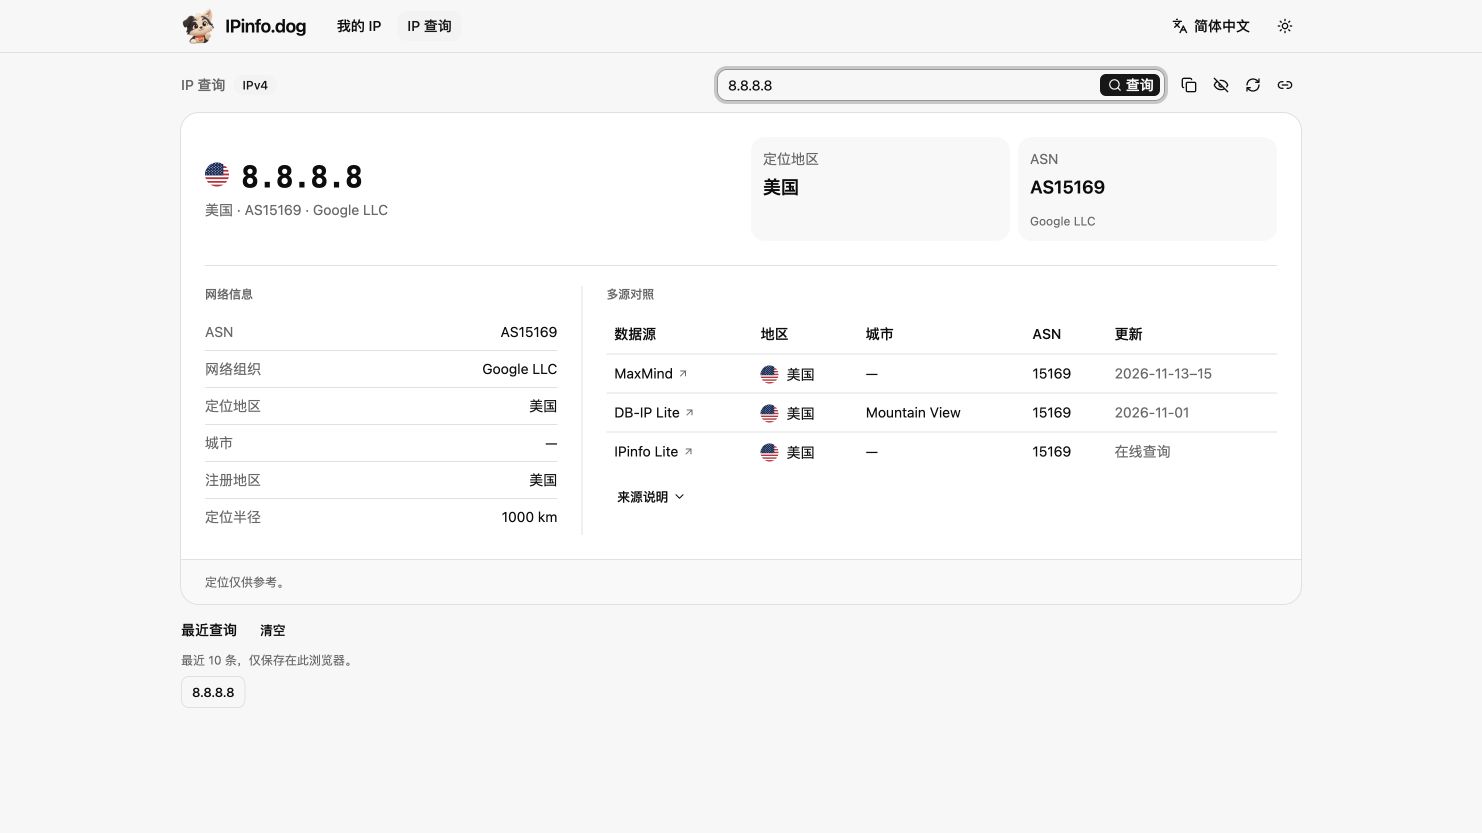 IPinfo.dog 我的 IP IP 查询 简体中文
IP 查询 IPv4 8.8.8.8 查询
8.8.8.8
美国 · AS15169 · Google LLC
定位地区
美国
ASN
AS15169
Google LLC
网络信息
ASN AS15169
网络组织 Google LLC
定位地区 美国
城市 —
注册地区 美国
定位半径 1000 km
多源对照
数据源 地区 城市 ASN 更新
MaxMind 美国 — 15169 2026-11-13–15
DB-IP Lite 美国 Mountain View 15169 2026-11-01
IPinfo Lite 美国 — 15169 在线查询
来源说明
定位仅供参考。
最近查询 清空
最近 10 条，仅保存在此浏览器。
8.8.8.8